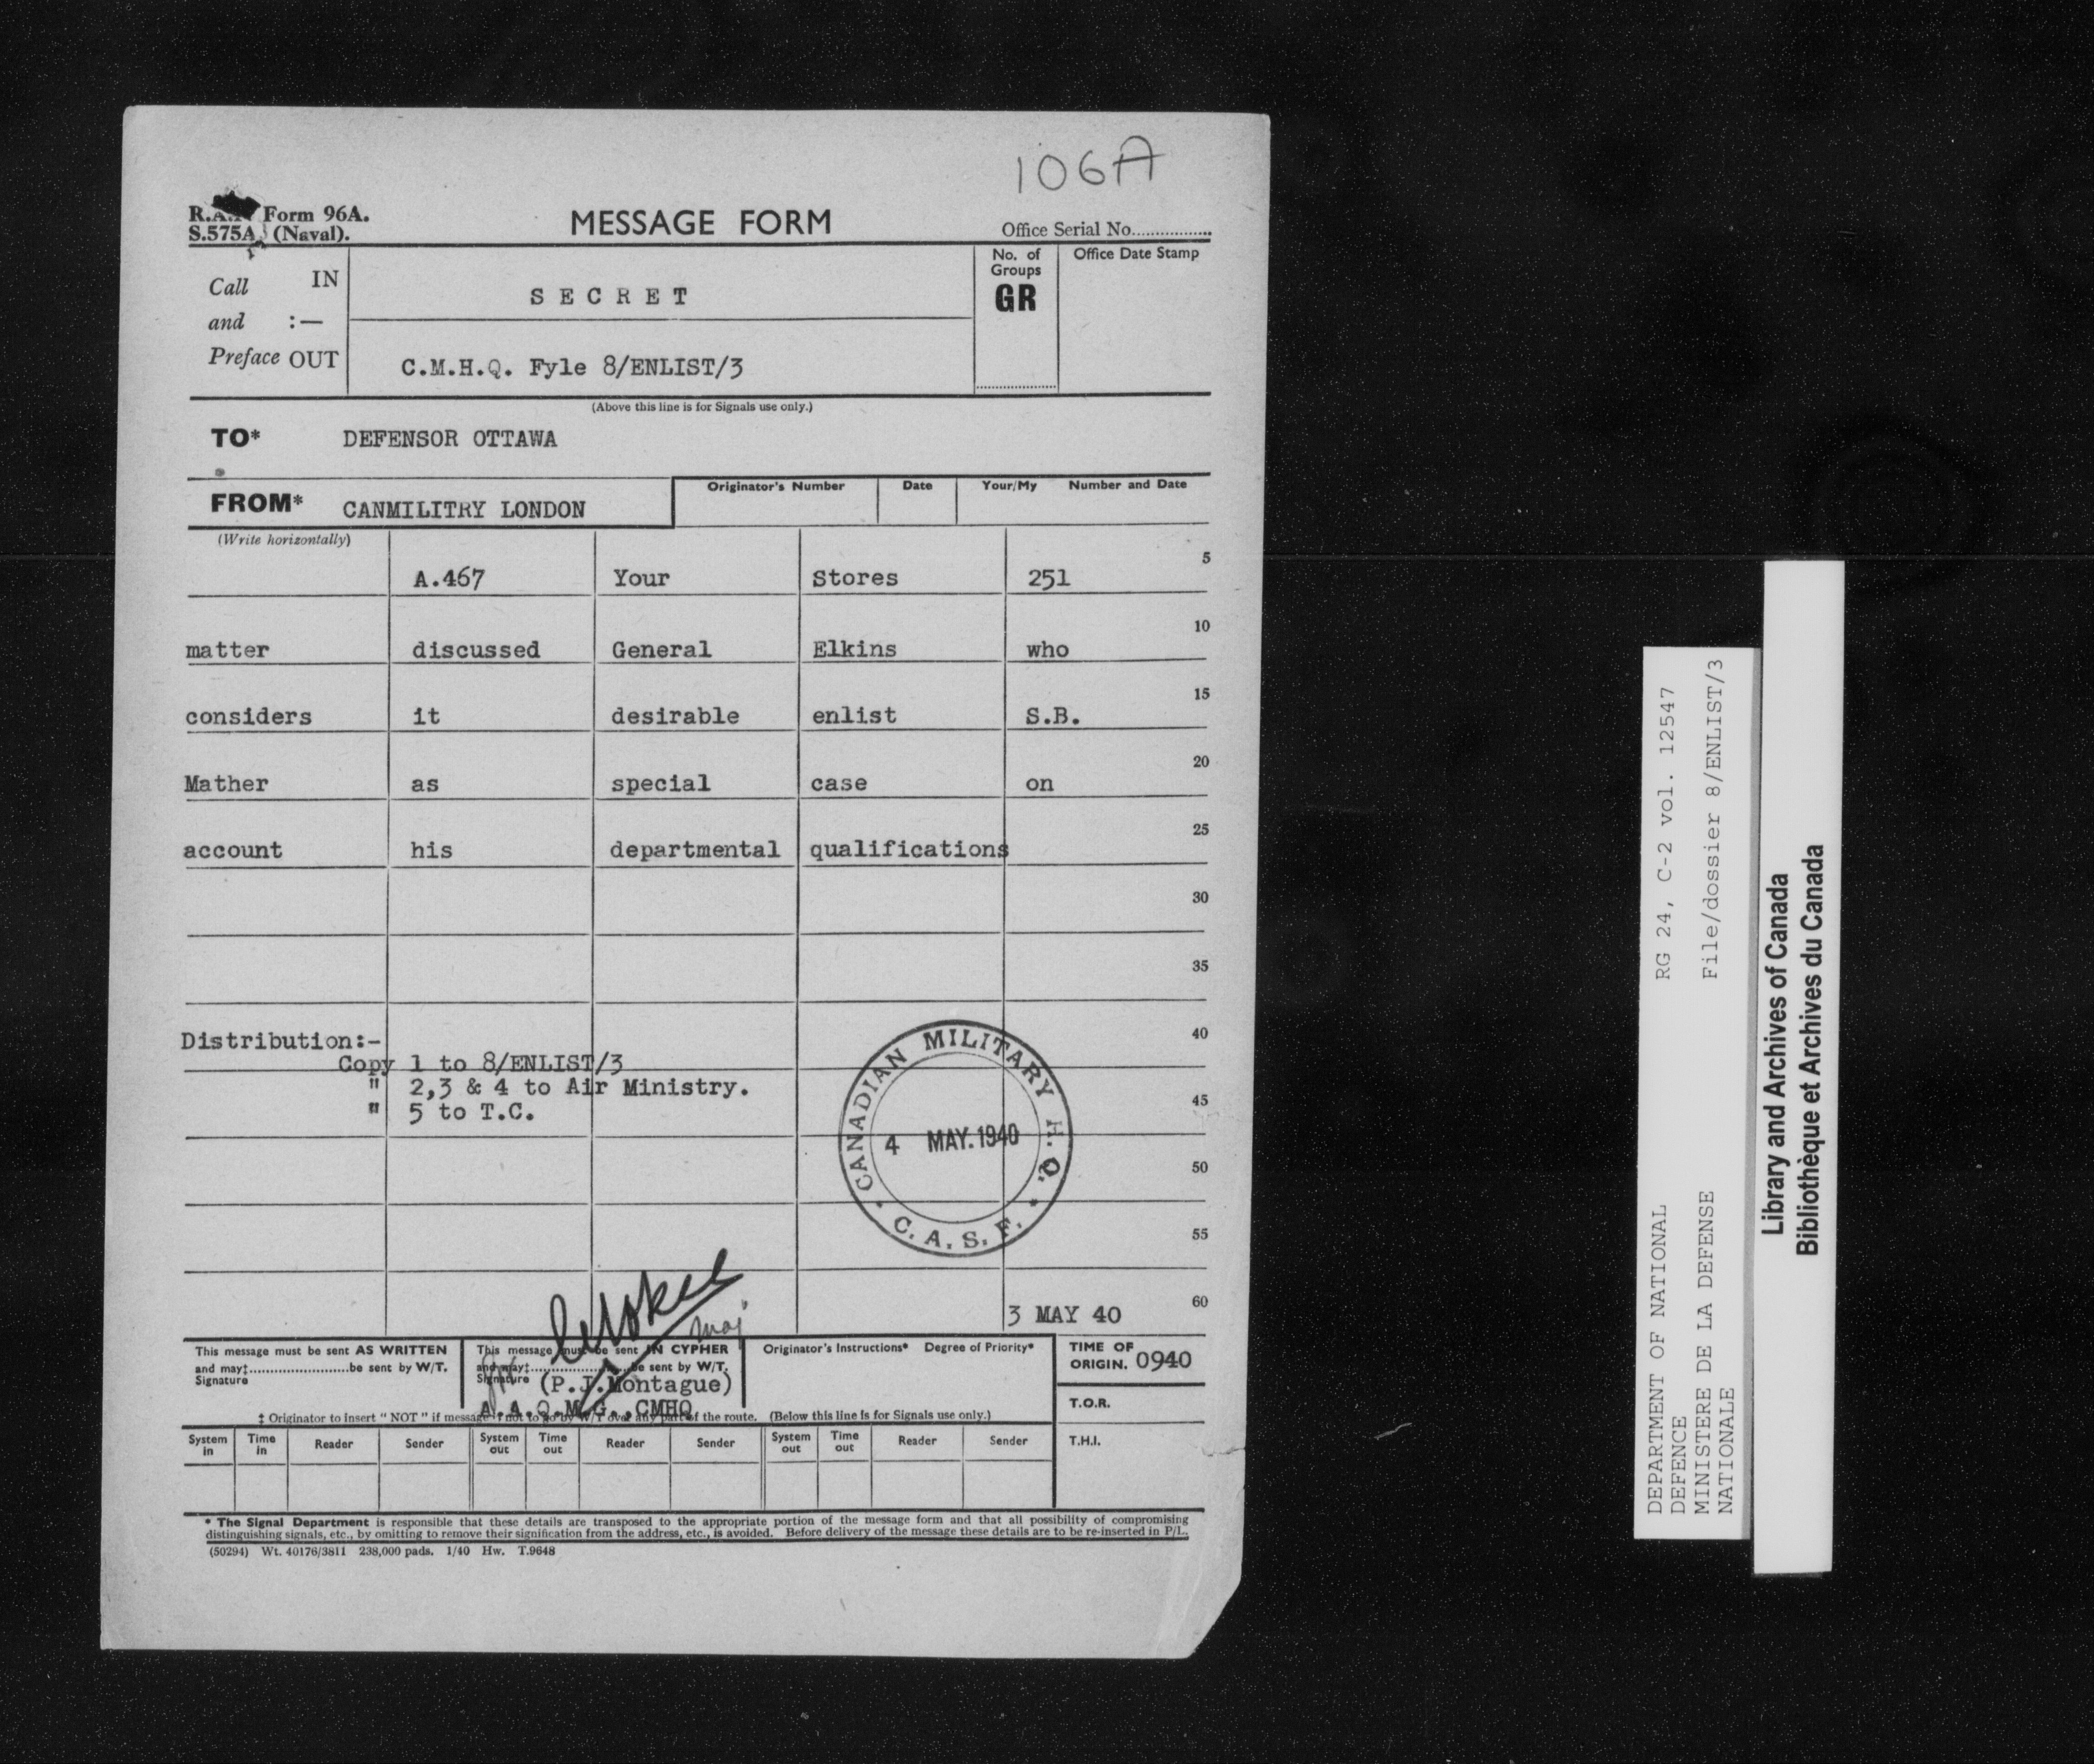 106A
Form 96A.
S.575A (Naval).
MESSAGE FORM
Office Serial No.
Call IN
and :—
Preface OUT
SECRET
C.M.H.Q. Fyle 8/ENLIST/3
No. of
Groups
GR
Office Date Stamp
(Above this line is for Signals use only.)
TO* DEFENSOR OTTAWA
FROM* CANMILITRY LONDON
Originator's Number Date Your/My Number and Date
(Write horizontally)
A.467 Your Stores 251 5
matter discussed General Elkins who 10
considers it desirable enlist S.B. 15
Mather as special case on 20
account his departmental qualifications 25
30
35
Distribution:- 40
Copy 1 to 8/ENLIST/3
" 2,3 & 4 to Air Ministry.
" 5 to T.C. 45
CANADIAN MILITARY H.Q.
4 MAY.1940
C.A.S.F.
50
55
3 MAY 40 60
Maj
This message must be sent AS WRITTEN
and may‡ be sent by W/T.
Signature
This message must be sent IN CYPHER
and may‡ be sent by W/T.
Signature (P.J.Montague)
A.A.Q.M.G.,CMHQ
Originator's Instructions* Degree of Priority*
TIME OF
ORIGIN. 0940
T.O.R.
T.H.I.
‡ Originator to insert "NOT" if message is not to go by W/T over any part of the route. (Below this line is for Signals use only.)
System in Time in Reader Sender System out Time out Reader Sender System out Time out Reader Sender
* The Signal Department is responsible that these details are transposed to the appropriate portion of the message form and that all possibility of compromising
distinguishing signals, etc., by omitting to remove their signification from the address, etc., is avoided. Before delivery of the message these details are to be re-inserted in P/L.
(50294) Wt. 40176/3811 238,000 pads. 1/40 Hw. T.9648
DEPARTMENT OF NATIONAL RG 24, C-2 vol. 12547
DEFENCE
MINISTERE DE LA DEFENSE File/dossier 8/ENLIST/3
NATIONALE
Library and Archives of Canada
Bibliothèque et Archives du Canada